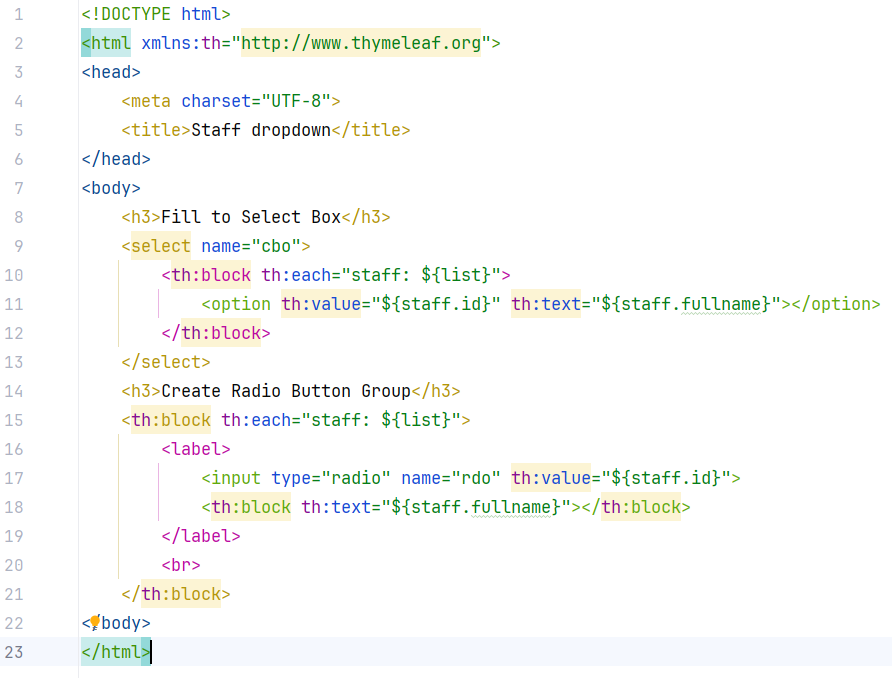 1 <!DOCTYPE html>
2 <html xmlns:th="http://www.thymeleaf.org">
3 <head>
4     <meta charset="UTF-8">
5     <title>Staff dropdown</title>
6 </head>
7 <body>
8     <h3>Fill to Select Box</h3>
9     <select name="cbo">
10         <th:block th:each="staff: ${list}">
11             <option th:value="${staff.id}" th:text="${staff.fullname}"></option>
12         </th:block>
13     </select>
14     <h3>Create Radio Button Group</h3>
15     <th:block th:each="staff: ${list}">
16         <label>
17             <input type="radio" name="rdo" th:value="${staff.id}">
18             <th:block th:text="${staff.fullname}"></th:block>
19         </label>
20         <br>
21     </th:block>
22 </body>
23 </html>